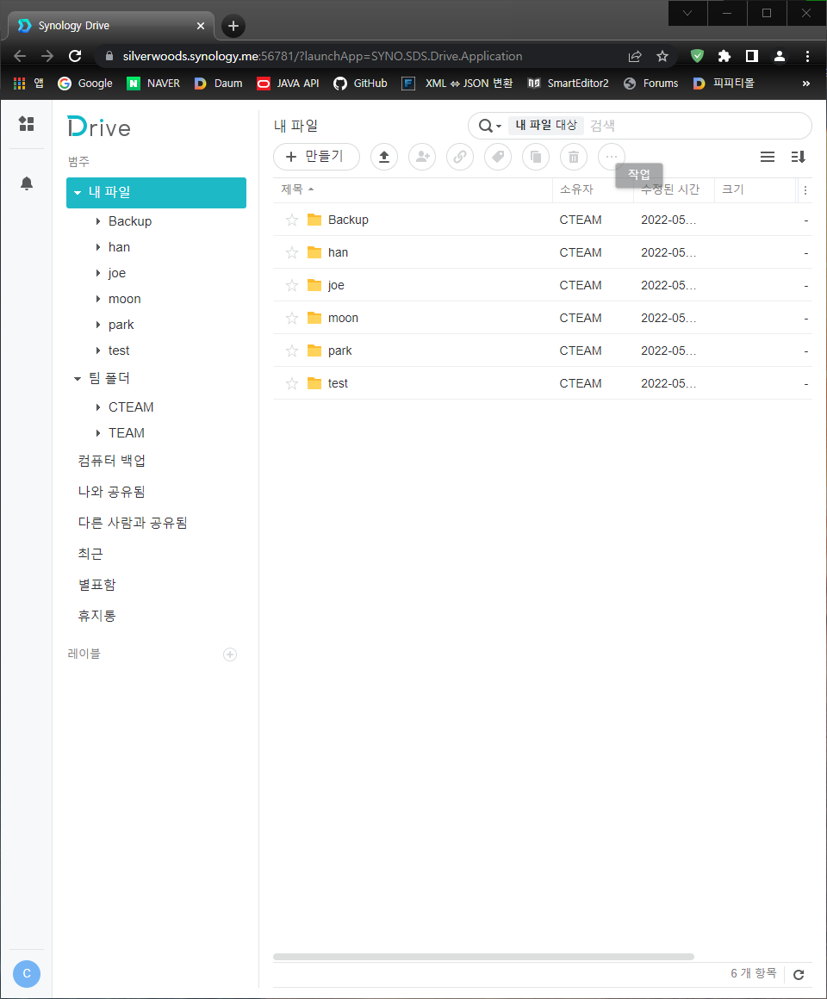 Synology Drive
silverwoods.synology.me:56781/?launchApp=SYNO.SDS.Drive.Application
앱 Google NAVER Daum JAVA API GitHub XML ⇔ JSON 변환 SmartEditor2 Forums 피피티몰 »
Drive
범주
내 파일
Backup
han
joe
moon
park
test
팀 폴더
CTEAM
TEAM
컴퓨터 백업
나와 공유됨
다른 사람과 공유됨
최근
별표함
휴지통
레이블
C
내 파일
내 파일 대상 검색
+ 만들기
작업
제목 소유자 수정된 시간 크기
Backup CTEAM 2022-05… -
han CTEAM 2022-05… -
joe CTEAM 2022-05… -
moon CTEAM 2022-05… -
park CTEAM 2022-05… -
test CTEAM 2022-05… -
6 개 항목